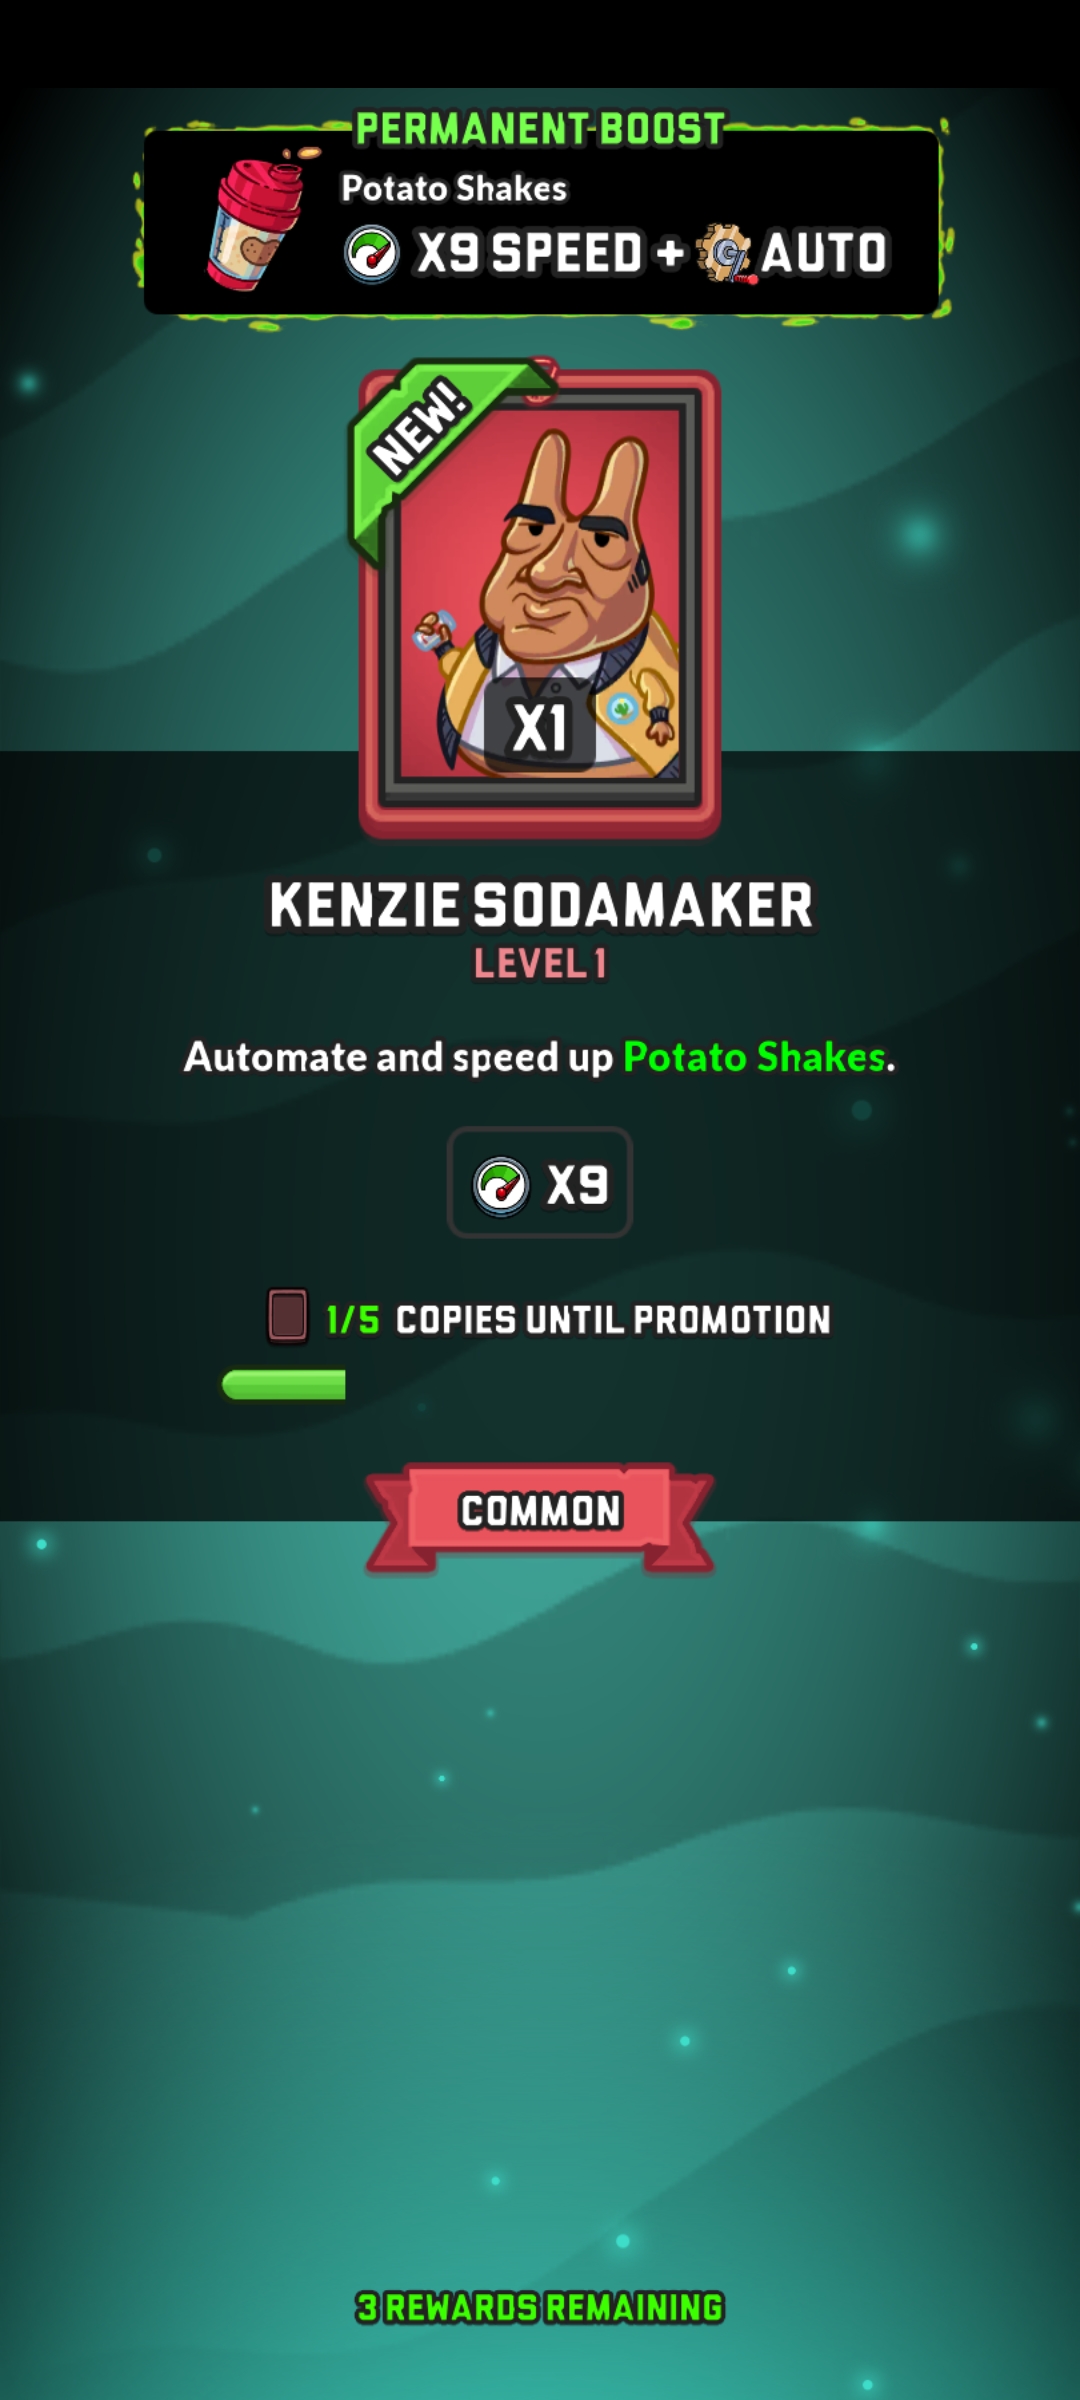 PERMANENT BOOST
Potato Shakes
X9 SPEED + AUTO
NEW!
X1
KENZIE SODAMAKER
LEVEL 1
Automate and speed up Potato Shakes.
X9
1/5 COPIES UNTIL PROMOTION
COMMON
3 REWARDS REMAINING